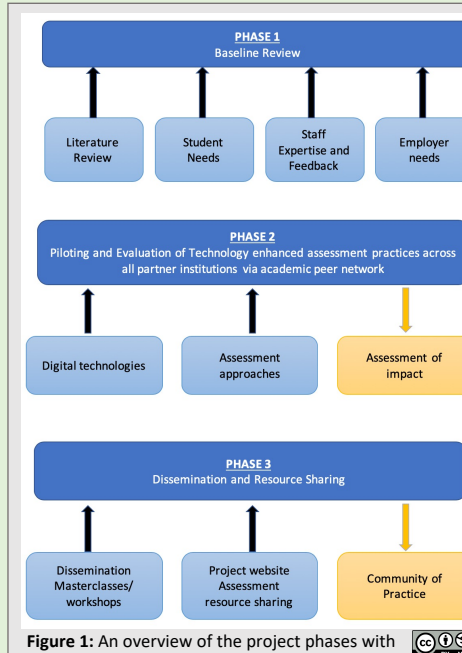 PHASE 1
Baseline Review
Literature
Review
Student
Needs
Staff
Expertise and
Feedback
Employer
needs
PHASE 2
Piloting and Evaluation of Technology enhanced assessment practices across
all partner institutions via academic peer network
Digital technologies
Assessment
approaches
Assessment of
impact
PHASE 3
Dissemination and Resource Sharing
Dissemination
Masterclasses/
workshops
Project website
Assessment
resource sharing
Community of
Practice
Figure 1: An overview of the project phases with